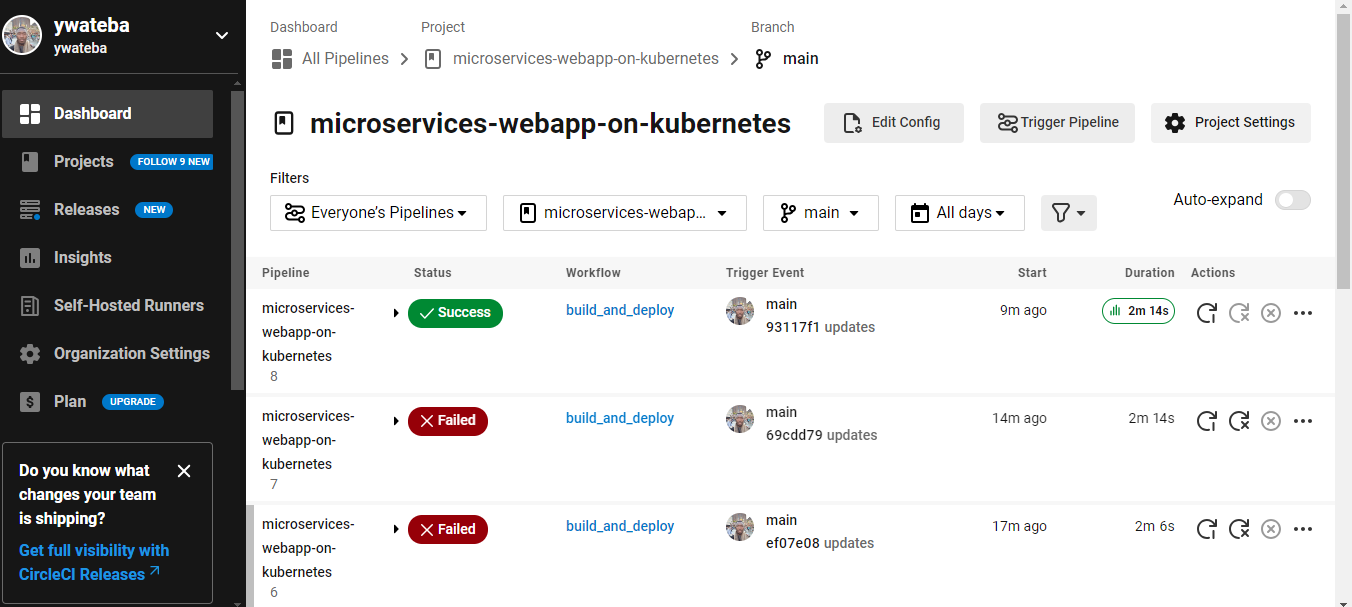 ywateba
ywateba
Dashboard
Projects FOLLOW 9 NEW
Releases NEW
Insights
Self-Hosted Runners
Organization Settings
Plan UPGRADE
Do you know what
changes your team
is shipping?
Get full visibility with
CircleCI Releases
Dashboard Project Branch
All Pipelines microservices-webapp-on-kubernetes main
microservices-webapp-on-kubernetes
Edit Config Trigger Pipeline Project Settings
Filters
Everyone’s Pipelines microservices-webap... main All days
Auto-expand
Pipeline Status Workflow Trigger Event Start Duration Actions
microservices-
webapp-on-
kubernetes
8
Success
build_and_deploy
main
93117f1 updates
9m ago
2m 14s
microservices-
webapp-on-
kubernetes
7
Failed
build_and_deploy
main
69cdd79 updates
14m ago
2m 14s
microservices-
webapp-on-
kubernetes
6
Failed
build_and_deploy
main
ef07e08 updates
17m ago
2m 6s